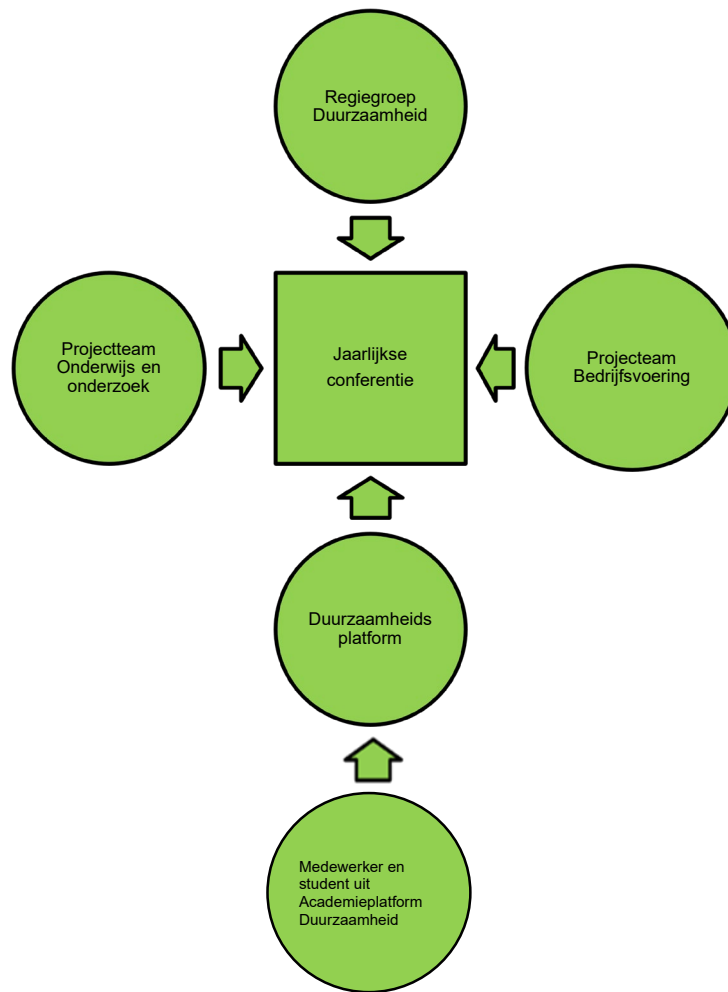 Regiegroep
Duurzaamheid
Projectteam
Onderwijs en
onderzoek
Jaarlijkse
conferentie
Projecteam
Bedrijfsvoering
Duurzaamheids
platform
Medewerker en
student uit
Academieplatform
Duurzaamheid